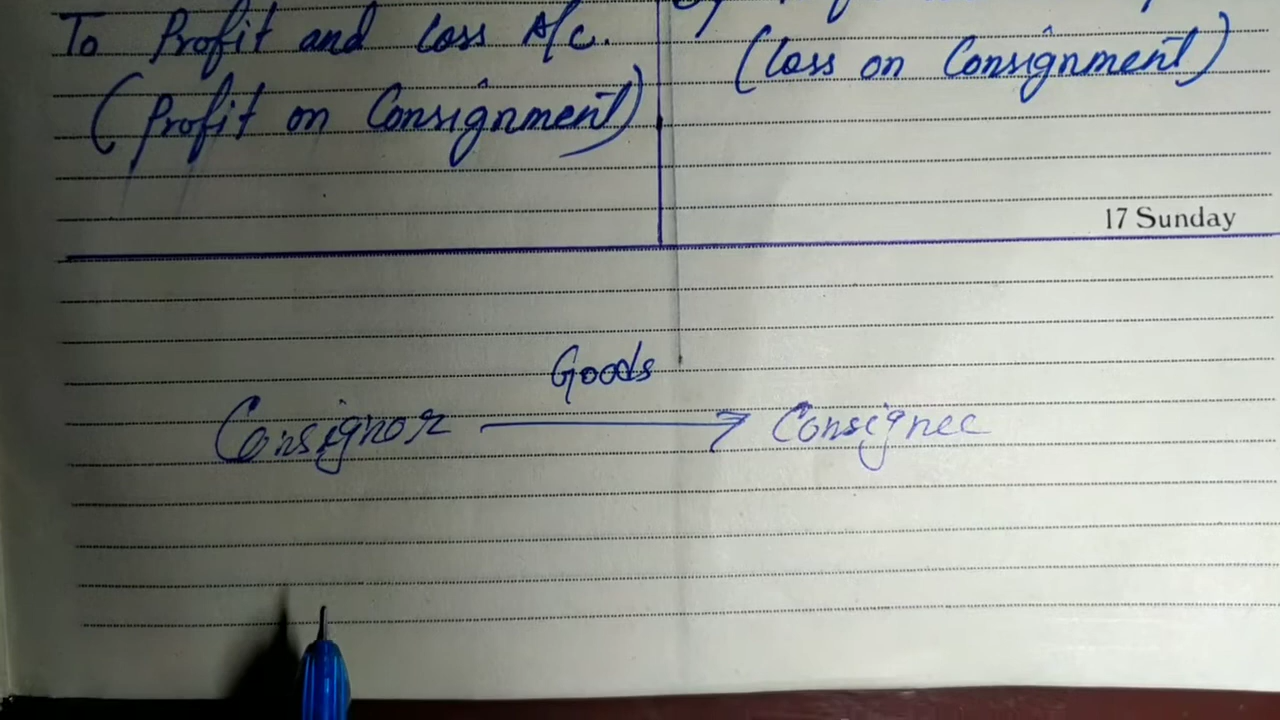 To Profit and Loss A/c.
(Profit on Consignment)
(Loss on Consignment)
17 Sunday
Goods
Consignor → Consignee